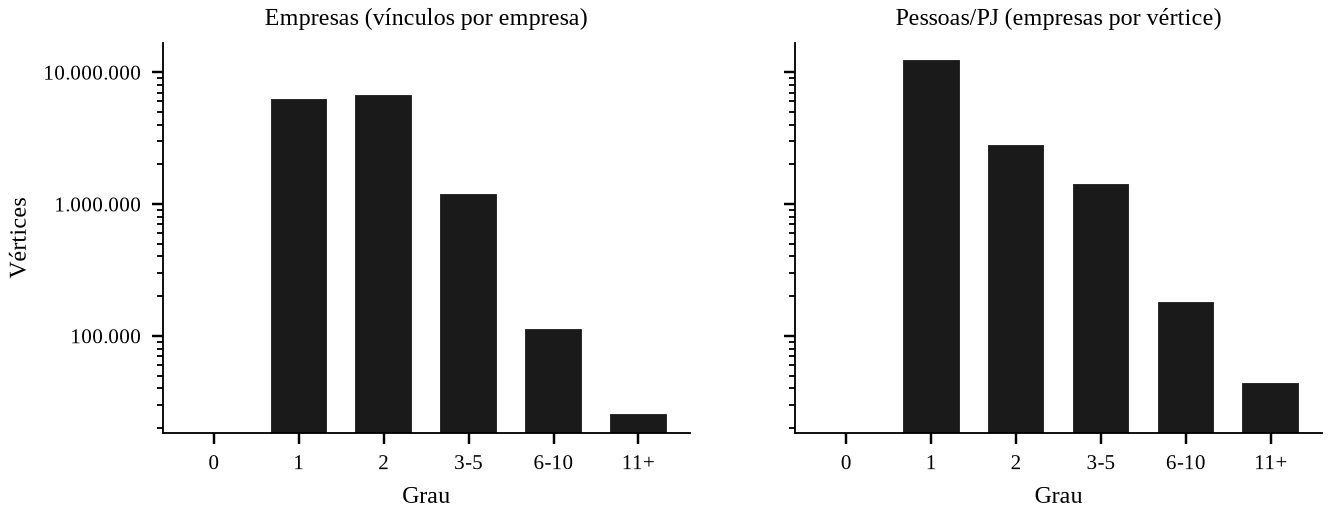 Empresas (vínculos por empresa)
Vértices
10.000.000
1.000.000
100.000
0 1 2 3-5 6-10 11+
Grau
Pessoas/PJ (empresas por vértice)
0 1 2 3-5 6-10 11+
Grau